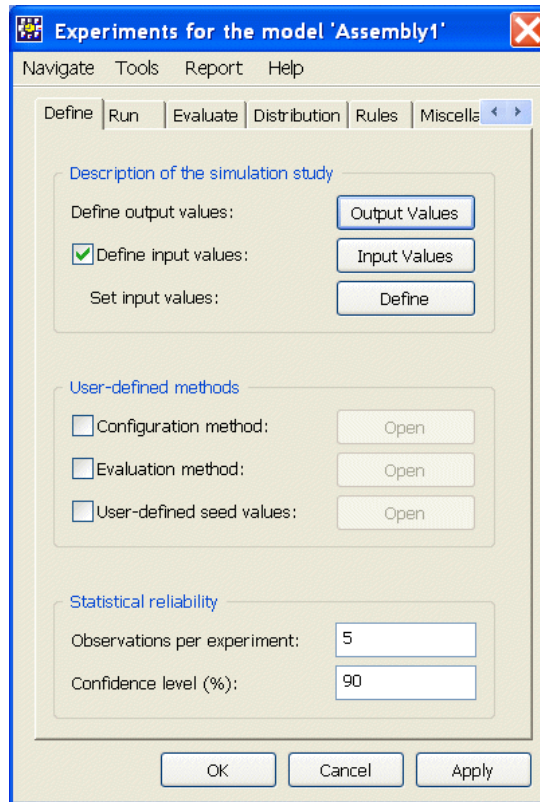 Experiments for the model 'Assembly1'
Navigate Tools Report Help
Define Run Evaluate Distribution Rules Miscella
Description of the simulation study
Define output values: Output Values
Define input values: Input Values
Set input values: Define
User-defined methods
Configuration method: Open
Evaluation method: Open
User-defined seed values: Open
Statistical reliability
Observations per experiment: 5
Confidence level (%): 90
OK Cancel Apply